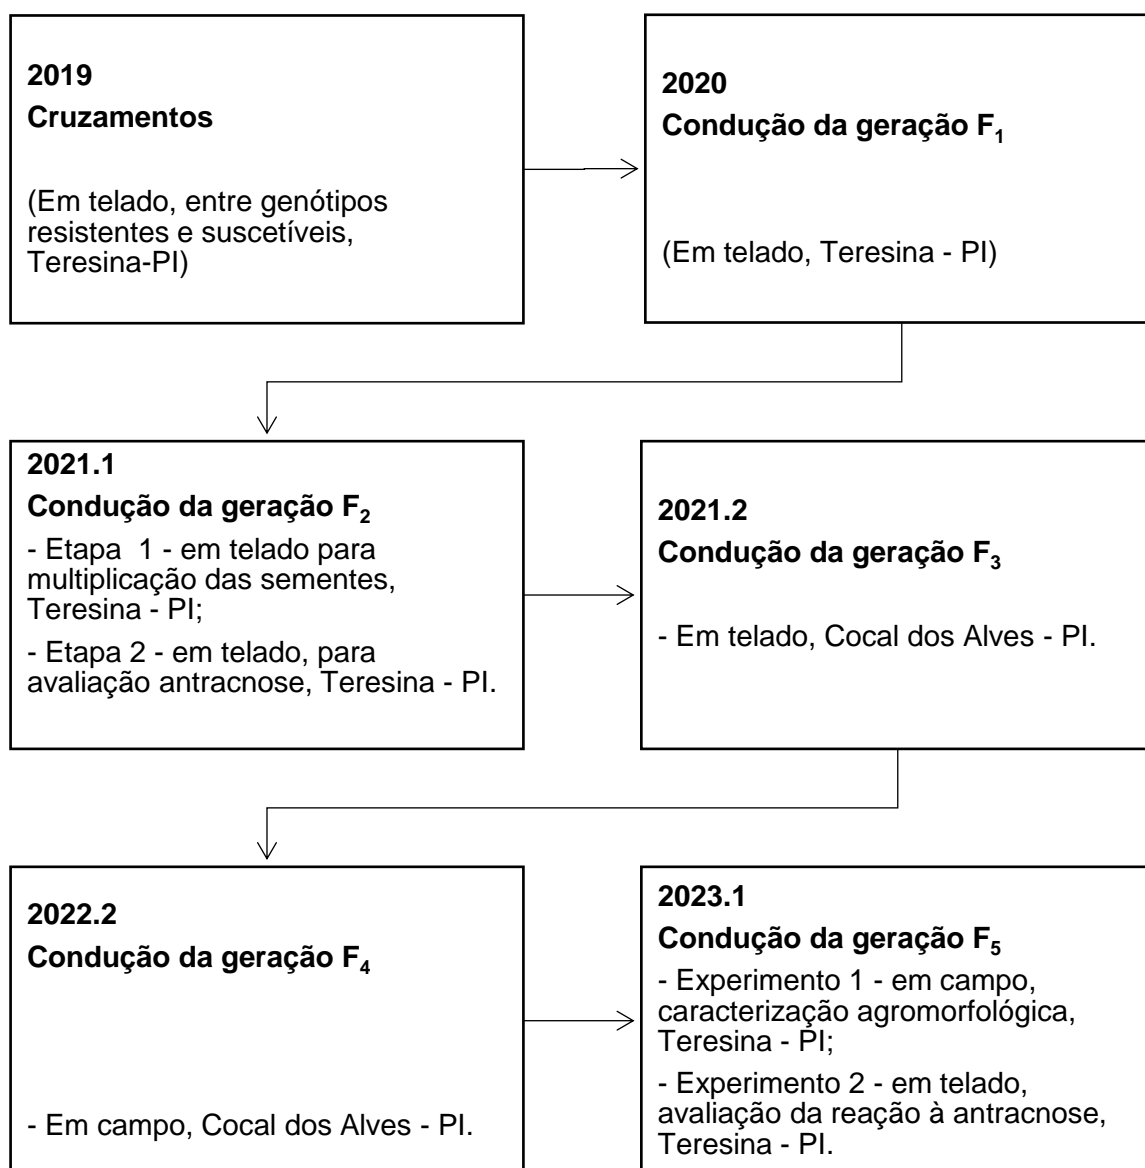 2019
Cruzamentos
(Em telado, entre genótipos
resistentes e suscetíveis,
Teresina-PI)
2020
Condução da geração F₁
(Em telado, Teresina - PI)
2021.1
Condução da geração F₂
- Etapa 1 - em telado para
multiplicação das sementes,
Teresina - PI;
- Etapa 2 - em telado, para
avaliação antracnose, Teresina - PI.
2021.2
Condução da geração F₃
- Em telado, Cocal dos Alves - PI.
2022.2
Condução da geração F₄
- Em campo, Cocal dos Alves - PI.
2023.1
Condução da geração F₅
- Experimento 1 - em campo,
caracterização agromorfológica,
Teresina - PI;
- Experimento 2 - em telado,
avaliação da reação à antracnose,
Teresina - PI.